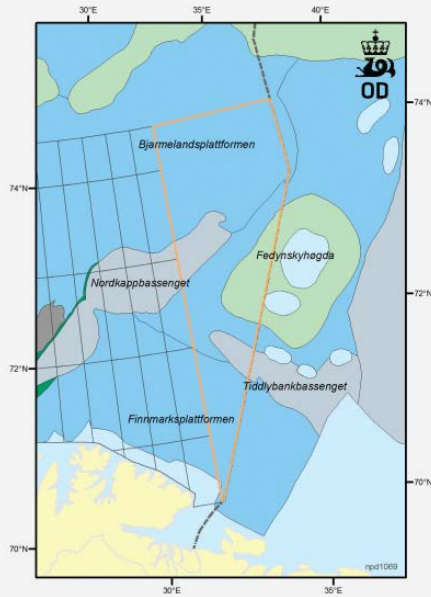 30°E 35°E 40°E
OD
74°N
Bjarmelandsplattformen
74°N
Fedynskyhøgda
Nordkappbassenget
72°N
72°N
Tiddlybankbassenget
Finnmarksplattformen
70°N
70°N
npd1069
30°E 35°E